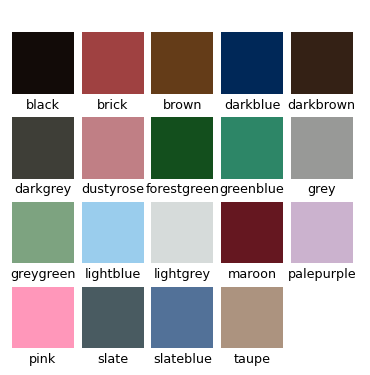 black brick brown darkblue darkbrown
darkgrey dustyrose forestgreen greenblue grey
greygreen lightblue lightgrey maroon palepurple
pink slate slateblue taupe